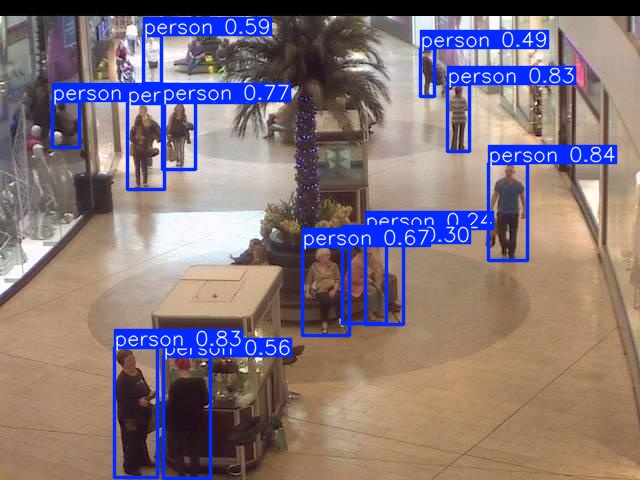 person 0.59
person 0.49
person 0.83
person
per
person 0.77
person 0.84
person 0.24
person 0.67
0.30
person 0.83
person 0.56